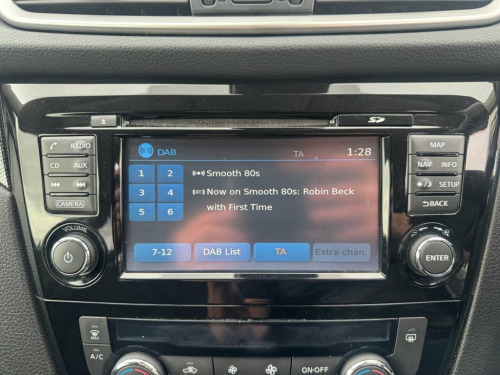 DAB TA 1:28
1 2 Smooth 80s
3 4 Now on Smooth 80s: Robin Beck
5 6 with First Time
7-12 DAB List TA Extra chan.
RADIO
CD AUX
CAMERA
VOLUME
SD
MAP
NAV INFO
SETUP
BACK
ENTER
MAX
A/C
ON•OFF